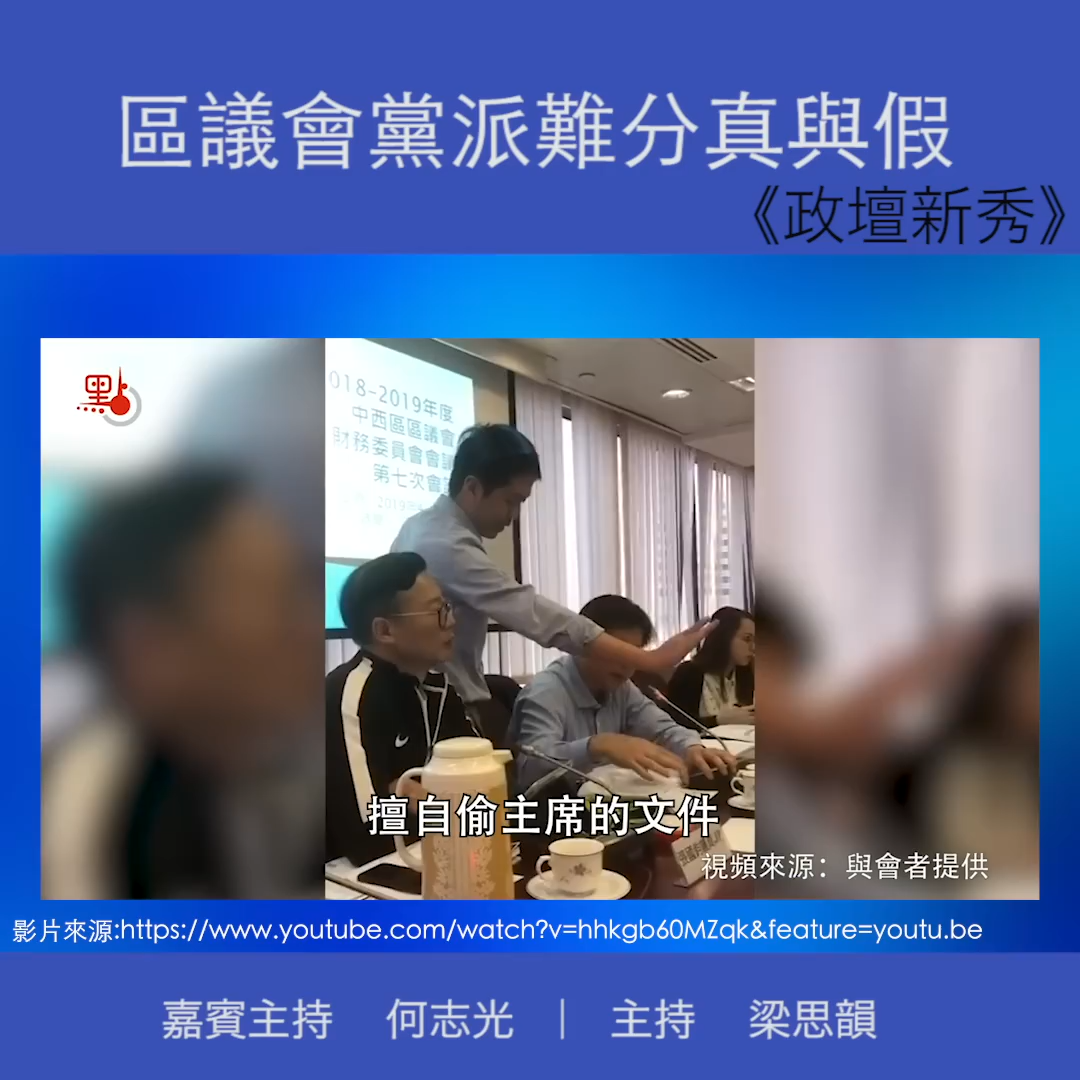 區議會黨派難分真與假
《政壇新秀》
點
018-2019年度
中西區區議會
財務委員會會議
第七次會議
擅自偷主席的文件
視頻來源：與會者提供
影片來源:https://www.youtube.com/watch?v=hhkgb60MZqk&feature=youtu.be
嘉賓主持 何志光 | 主持 梁思韻